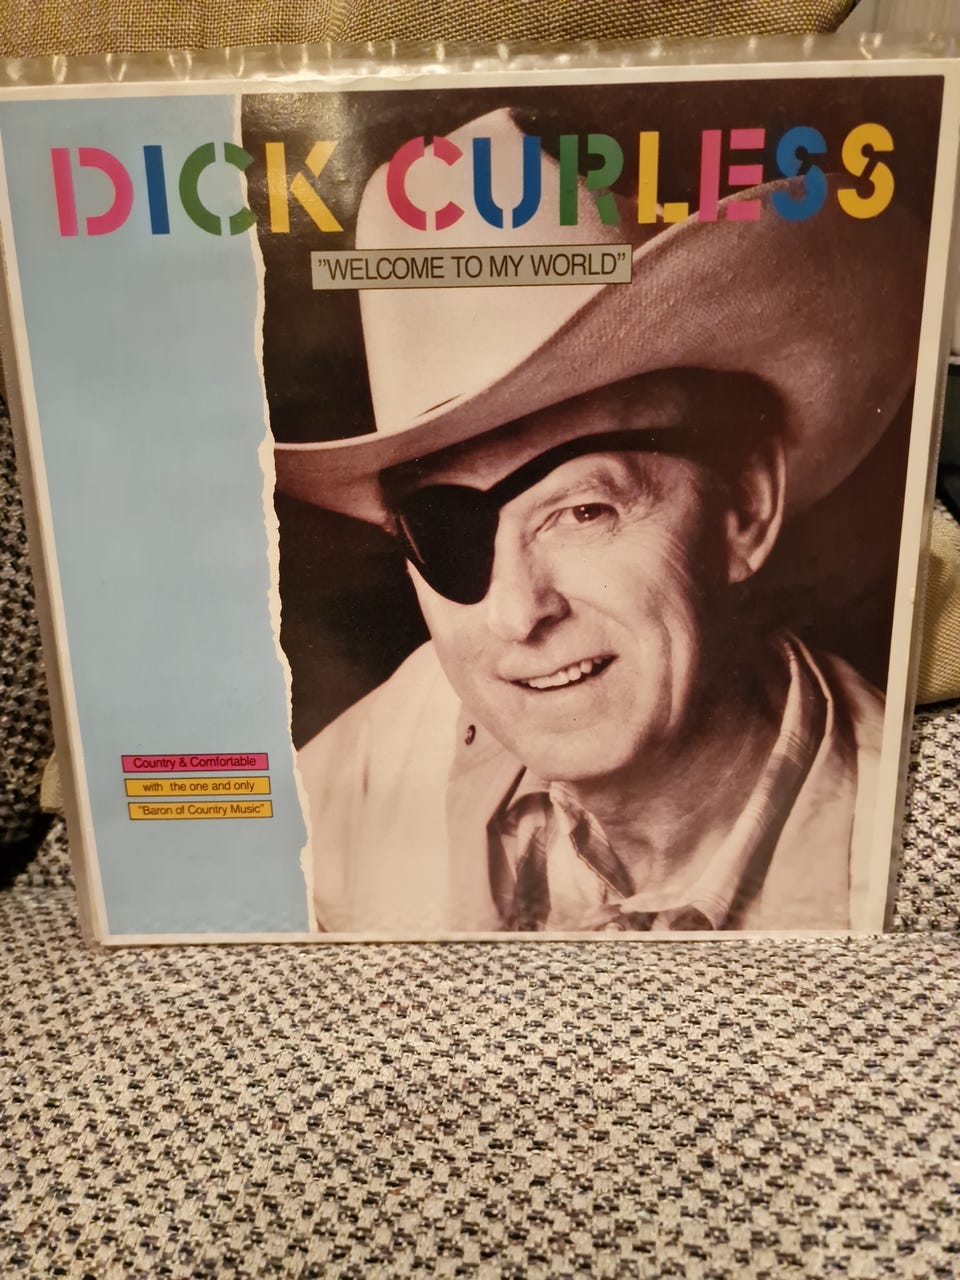 DICK CURLESS
”WELCOME TO MY WORLD”
Country & Comfortable
with the one and only
"Baron of Country Music"